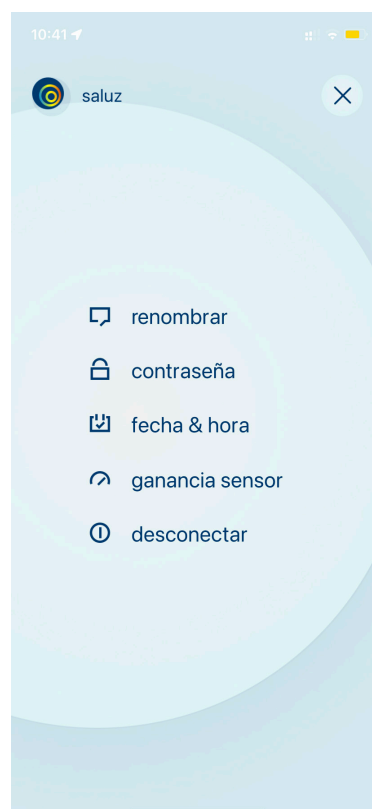 10:41
saluz
renombrar
contraseña
fecha & hora
ganancia sensor
desconectar